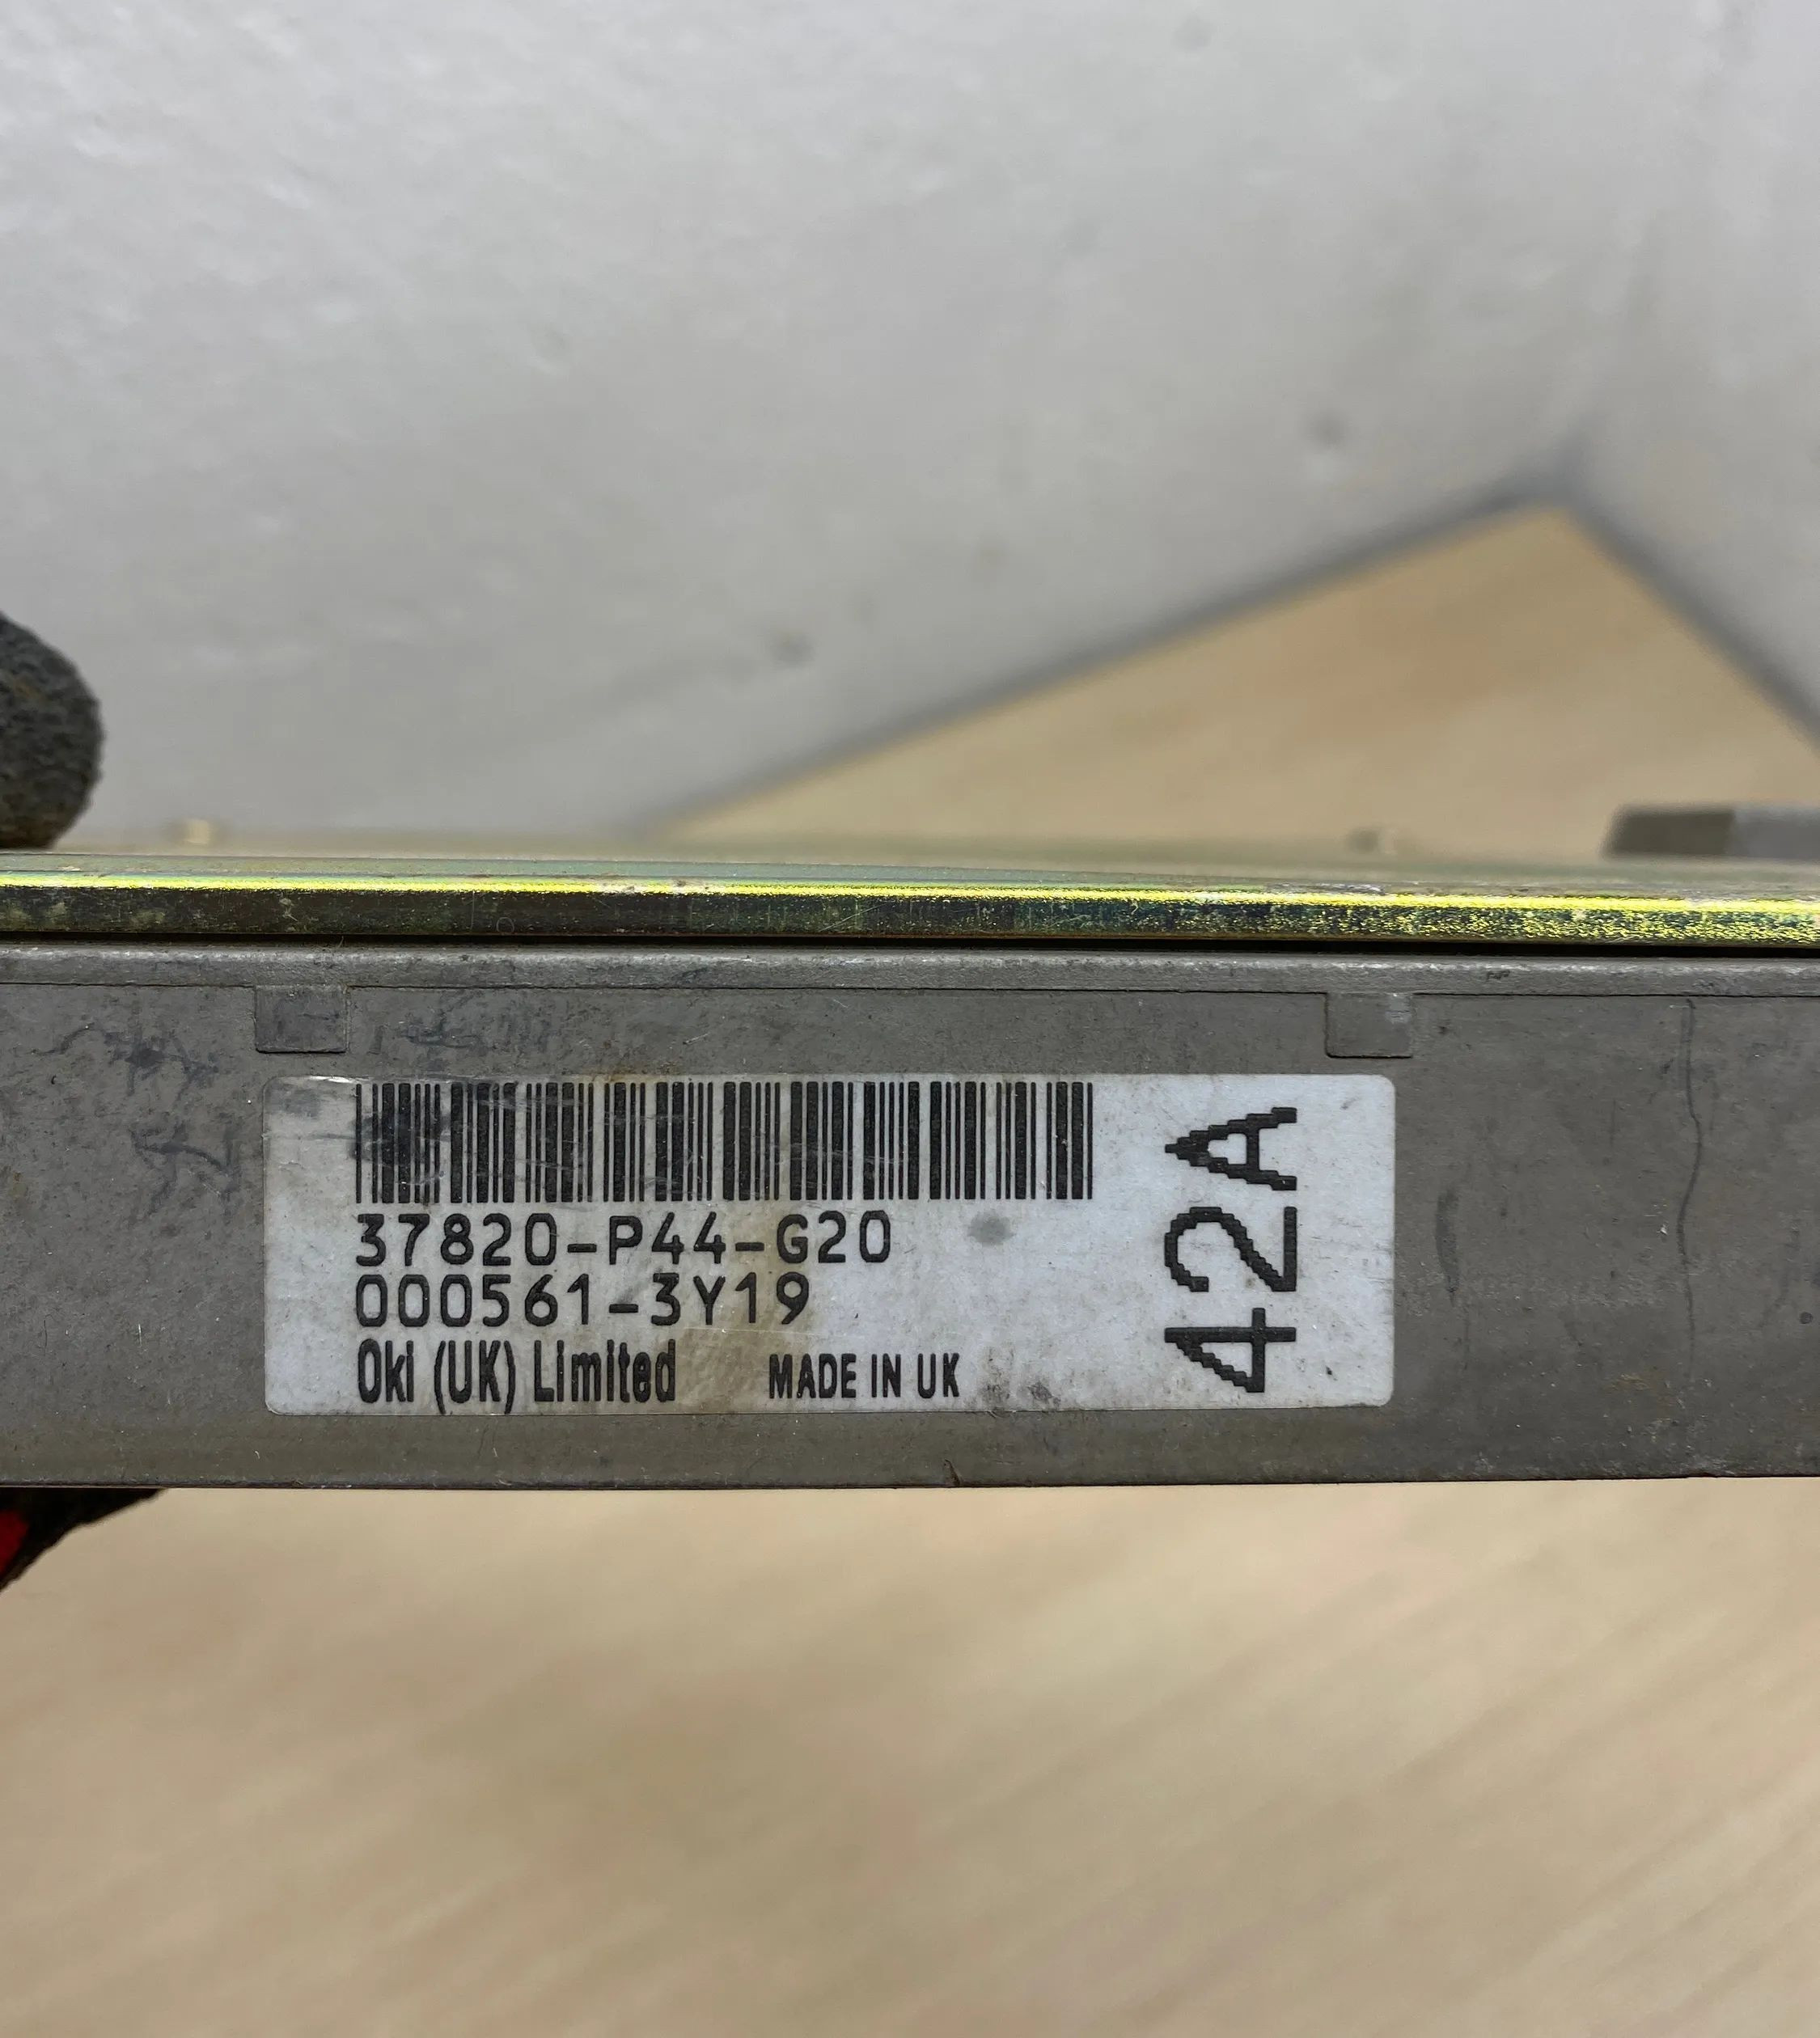 37820-P44-G20
000561-3Y19
Oki (UK) Limited MADE IN UK
42A